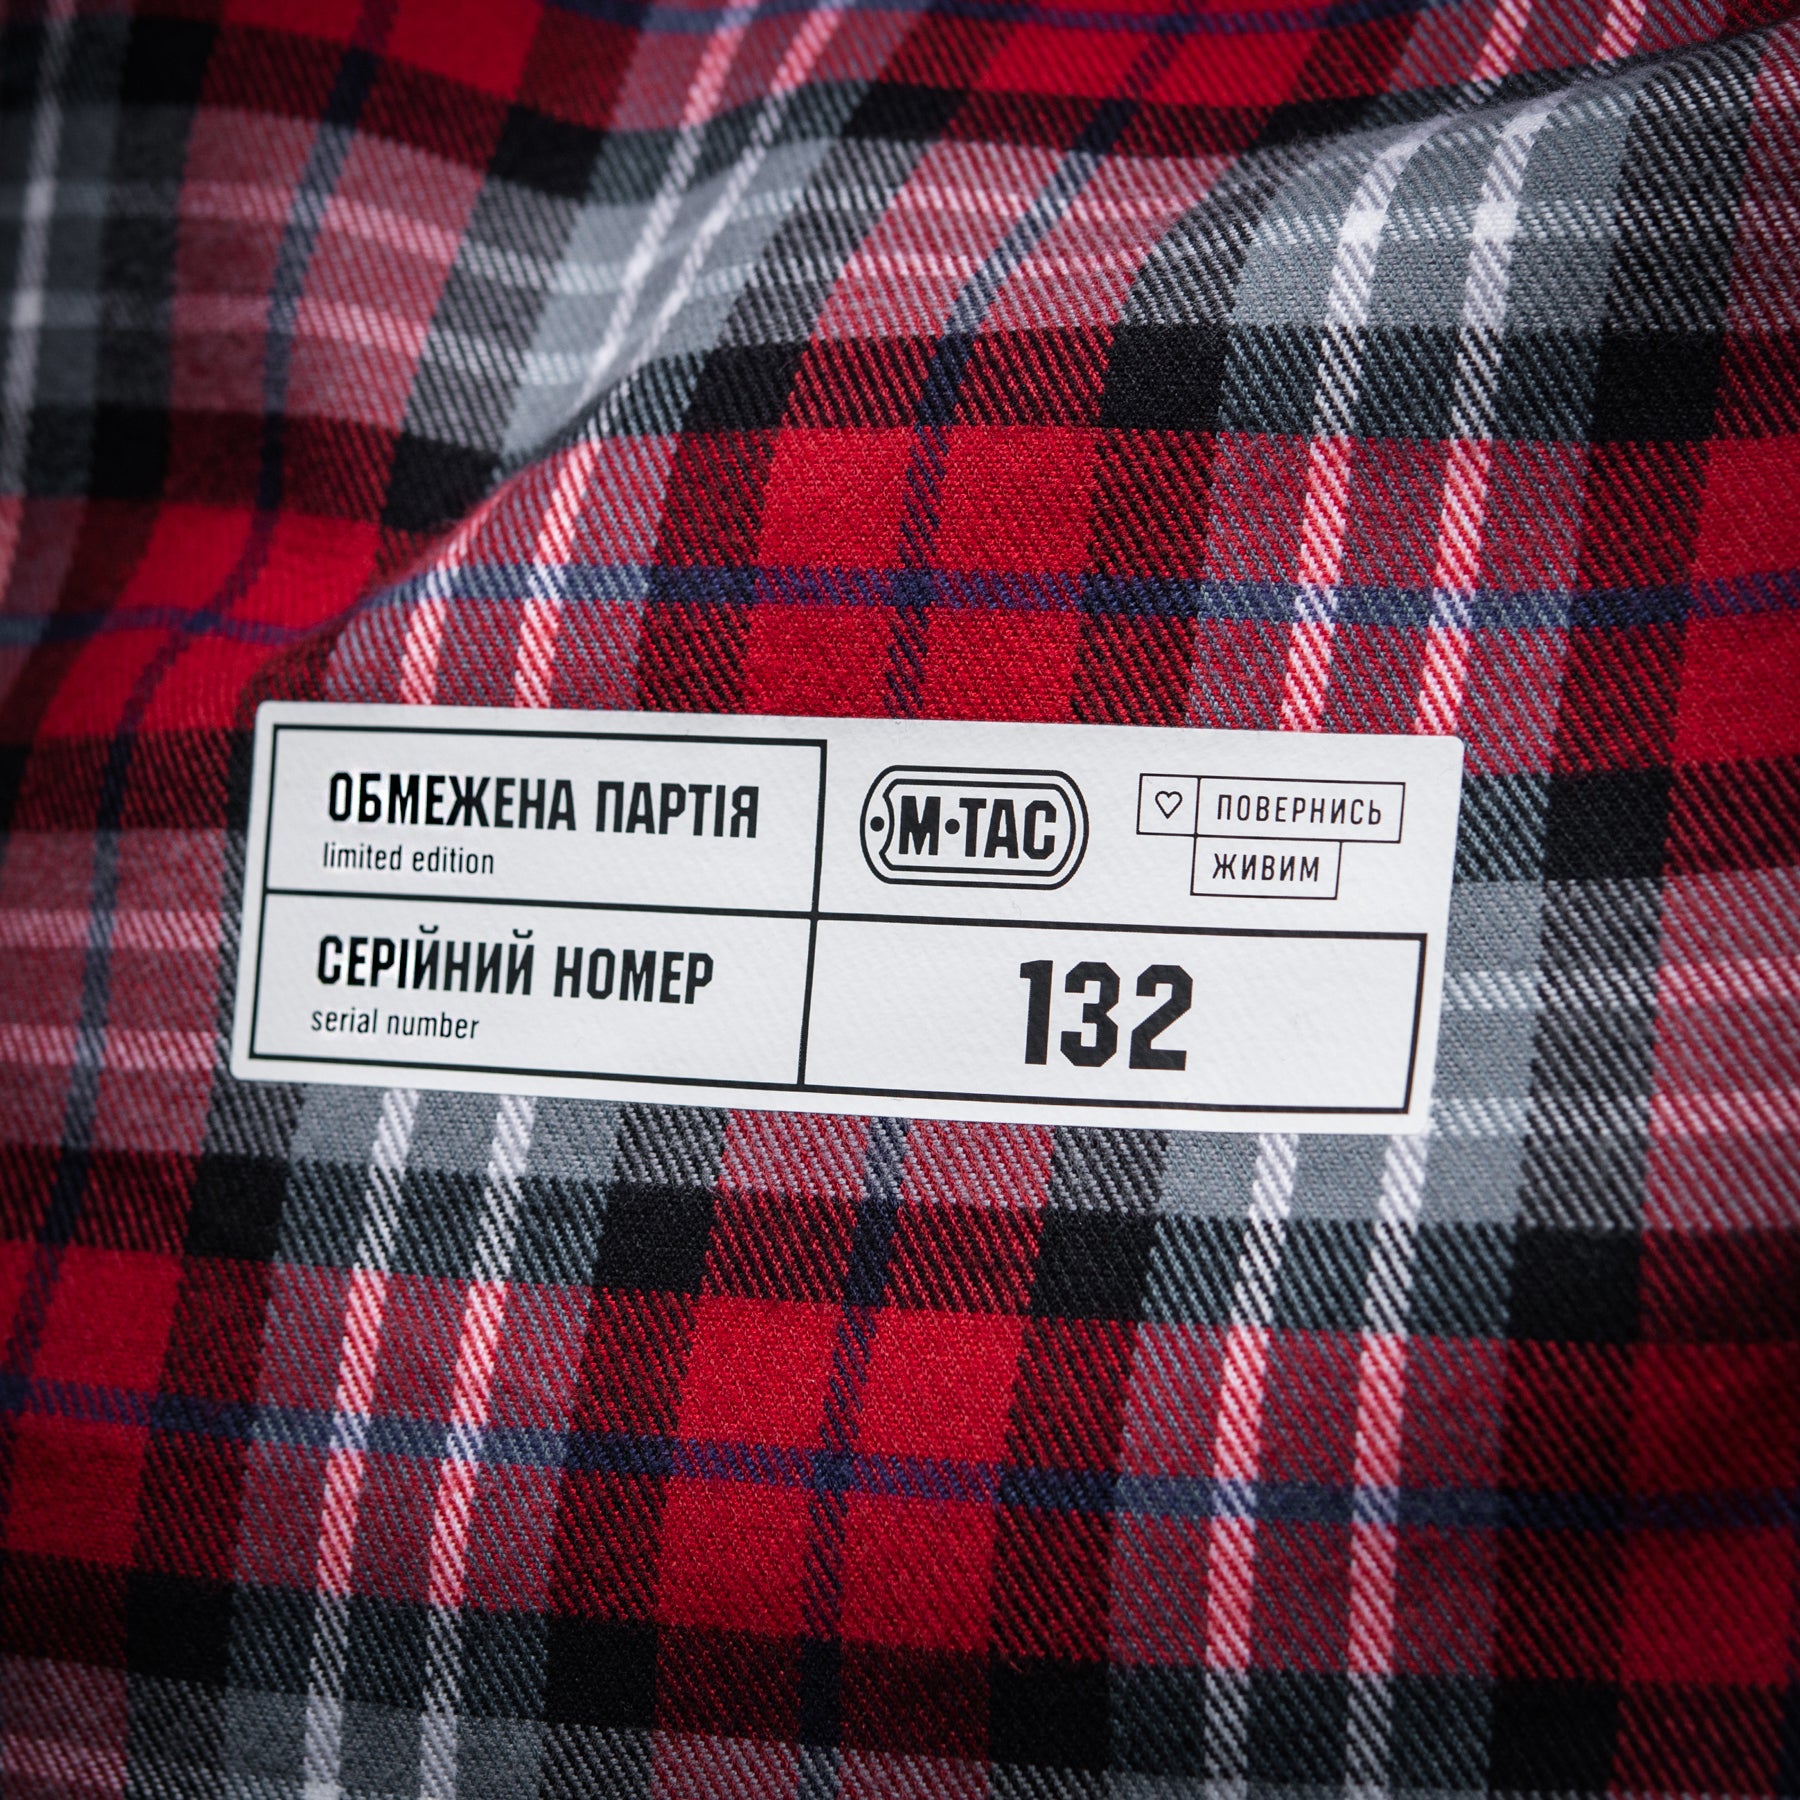 ОБМЕЖЕНА ПАРТІЯ
limited edition
M·TAC
ПОВЕРНИСЬ
ЖИВИМ
СЕРІЙНИЙ НОМЕР
serial number
132